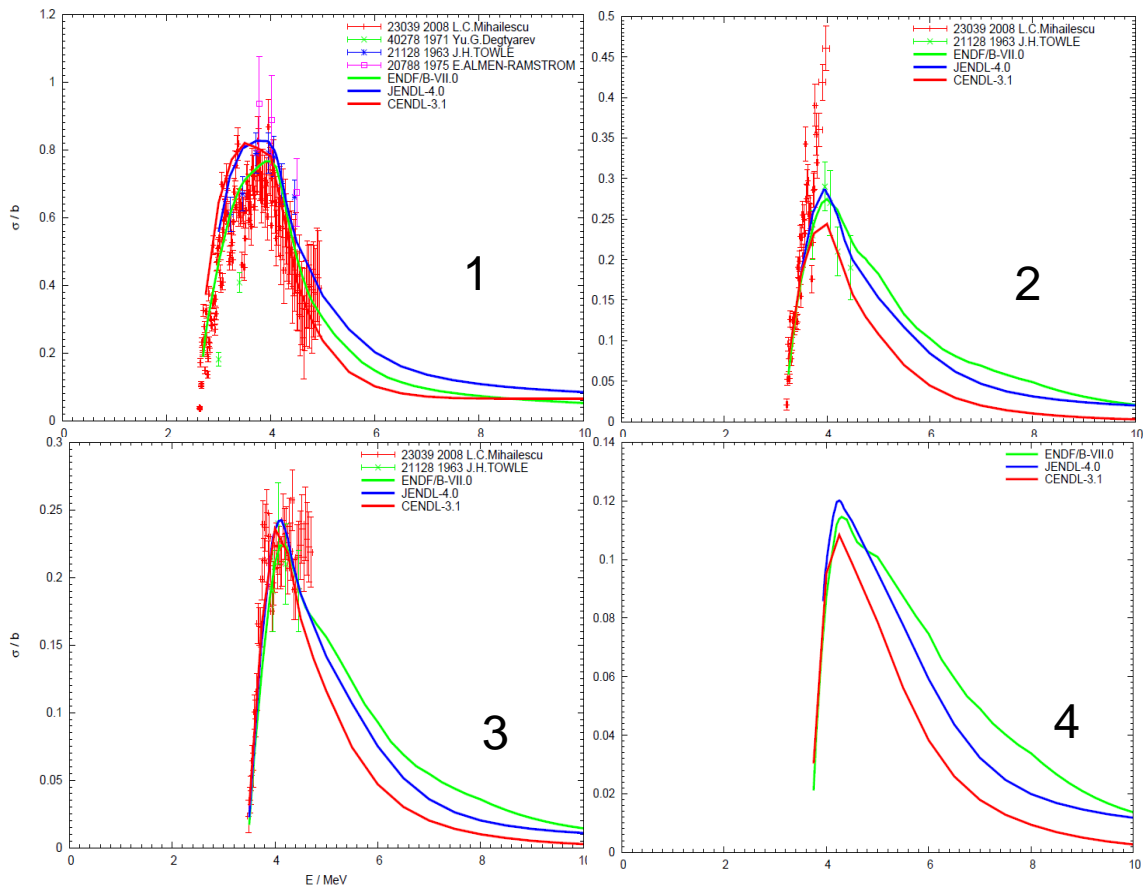 23039 2008 L.C.Mihailescu
40278 1971 Yu.G.Degtyarev
21128 1963 J.H.TOWLE
20788 1975 E.ALMEN-RAMSTROM
ENDF/B-VII.0
JENDL-4.0
CENDL-3.1
1.2
1
0.8
0.6
0.4
0.2
0
σ / b
1
0 2 4 6 8 10
23039 2008 L.C.Mihailescu
21128 1963 J.H.TOWLE
ENDF/B-VII.0
JENDL-4.0
CENDL-3.1
0.5
0.45
0.4
0.35
0.3
0.25
0.2
0.15
0.1
0.05
0
2
0 2 4 6 8 10
23039 2008 L.C.Mihailescu
21128 1963 J.H.TOWLE
ENDF/B-VII.0
JENDL-4.0
CENDL-3.1
0.3
0.25
0.2
0.15
0.1
0.05
0
σ / b
3
0 2 4 6 8 10
E / MeV
ENDF/B-VII.0
JENDL-4.0
CENDL-3.1
0.14
0.12
0.1
0.08
0.06
0.04
0.02
0
4
0 2 4 6 8 10